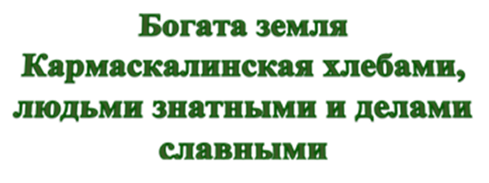 Богата земля
Кармаскалинская хлебами,
людьми знатными и делами
славными